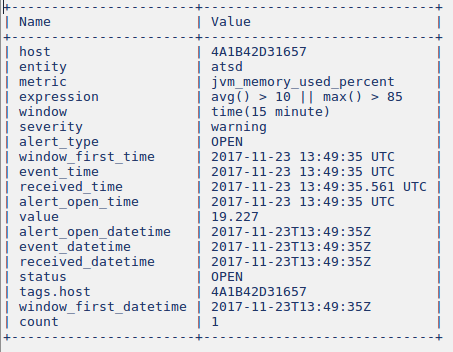 +------------------------+-----------------------------+
| Name                   | Value                       |
+------------------------+-----------------------------+
| host                   | 4A1B42D31657                |
| entity                 | atsd                        |
| metric                 | jvm_memory_used_percent     |
| expression             | avg() > 10 || max() > 85    |
| window                 | time(15 minute)             |
| severity               | warning                     |
| alert_type             | OPEN                        |
| window_first_time      | 2017-11-23 13:49:35 UTC     |
| event_time             | 2017-11-23 13:49:35 UTC     |
| received_time          | 2017-11-23 13:49:35.561 UTC |
| alert_open_time        | 2017-11-23 13:49:35 UTC     |
| value                  | 19.227                      |
| alert_open_datetime    | 2017-11-23T13:49:35Z        |
| event_datetime         | 2017-11-23T13:49:35Z        |
| received_datetime      | 2017-11-23T13:49:35Z        |
| status                 | OPEN                        |
| tags.host              | 4A1B42D31657                |
| window_first_datetime  | 2017-11-23T13:49:35Z        |
| count                  | 1                           |
+------------------------+-----------------------------+